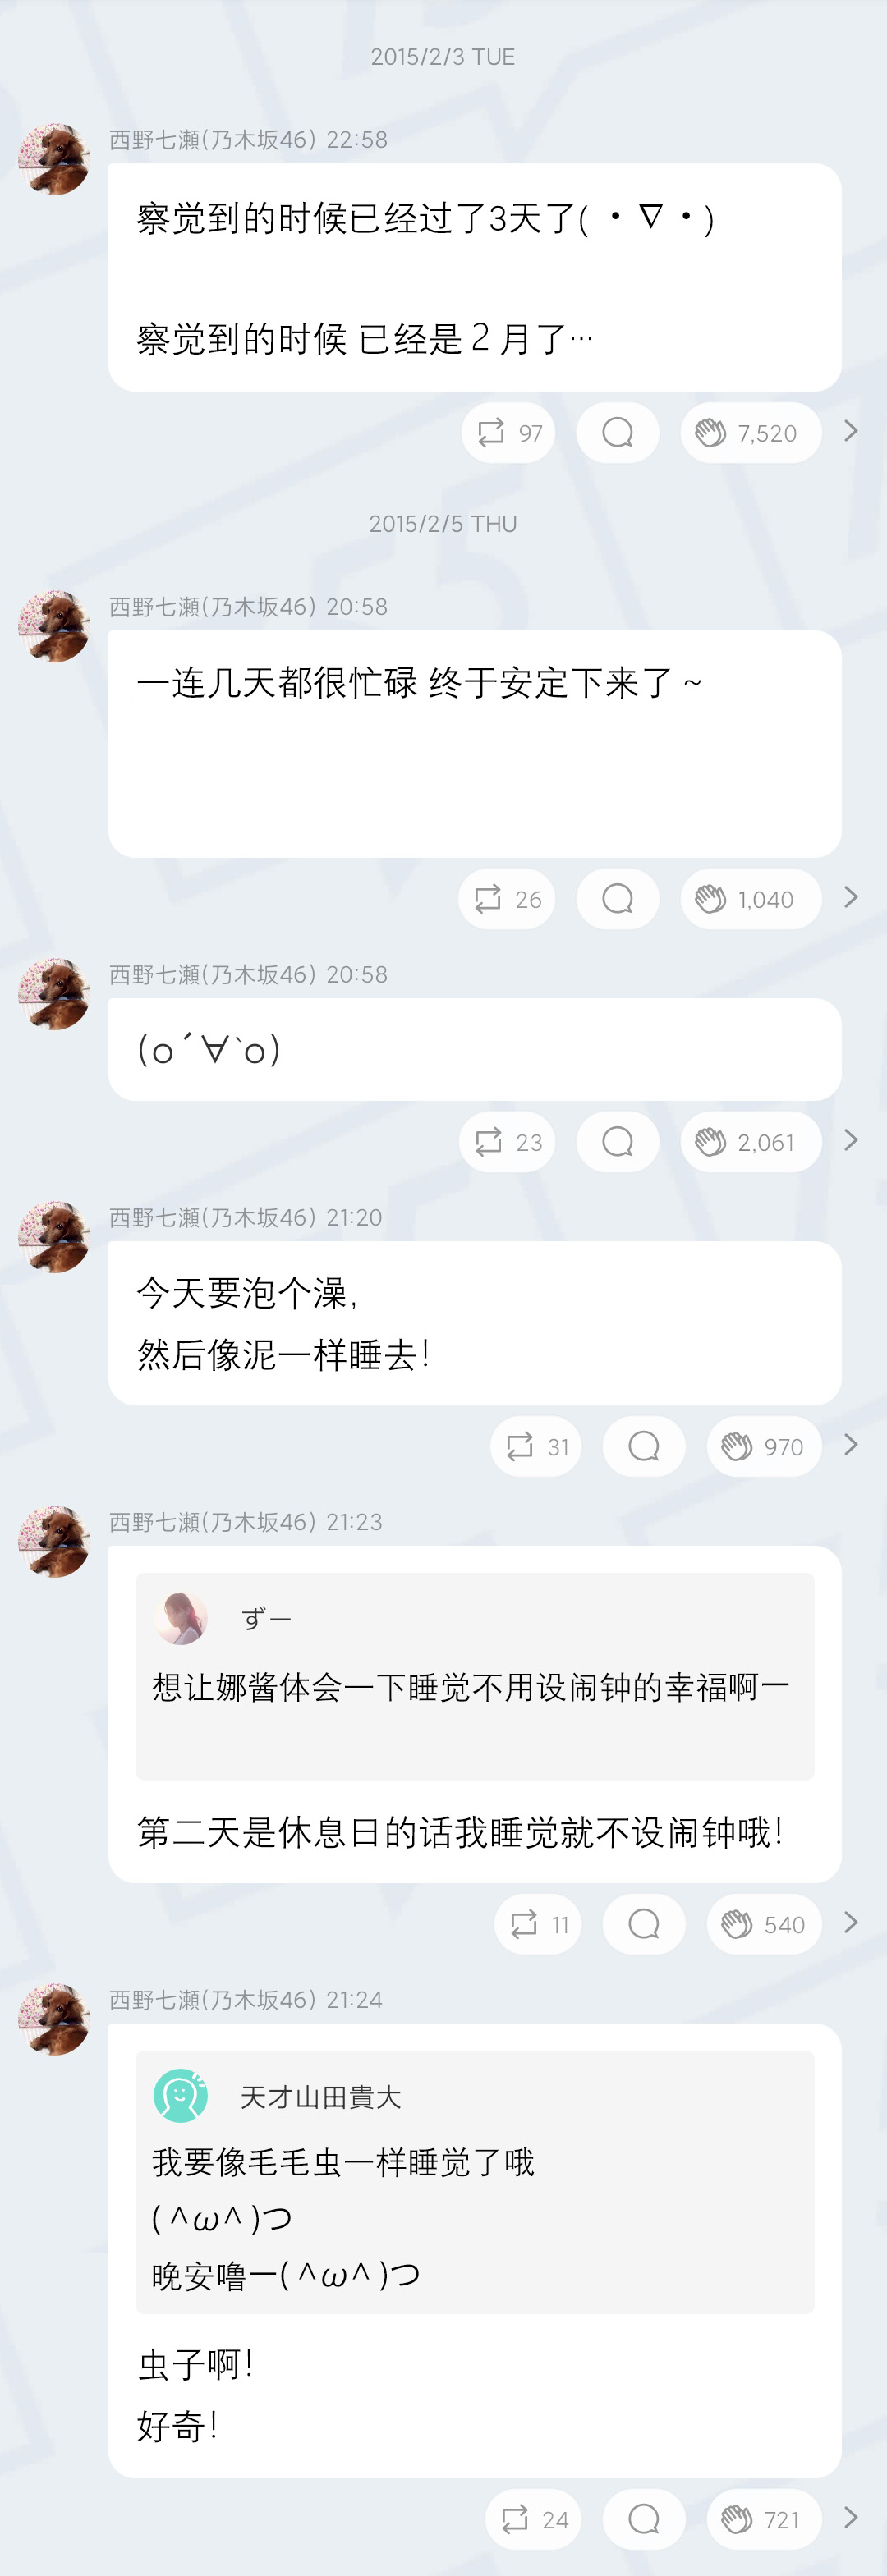 2015/2/3 TUE
西野七瀬(乃木坂46) 22:58
察觉到的时候已经过了3天了( ・∇・)
察觉到的时候 已经是２月了…
97
7,520
2015/2/5 THU
西野七瀬(乃木坂46) 20:58
一连几天都很忙碌 终于安定下来了～
26
1,040
西野七瀬(乃木坂46) 20:58
(o´∀`o)
23
2,061
西野七瀬(乃木坂46) 21:20
今天要泡个澡,
然后像泥一样睡去!
31
970
西野七瀬(乃木坂46) 21:23
ずー
想让娜酱体会一下睡觉不用设闹钟的幸福啊ー
第二天是休息日的话我睡觉就不设闹钟哦!
11
540
西野七瀬(乃木坂46) 21:24
天才山田貴大
我要像毛毛虫一样睡觉了哦
( ^ω^ )つ
晚安噜ー( ^ω^ )つ
虫子啊!
好奇!
24
721